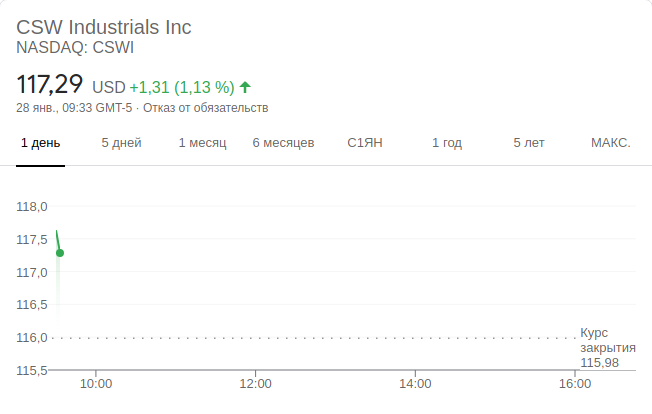 CSW Industrials Inc
NASDAQ: CSWI
117,29 USD +1,31 (1,13 %)
28 янв., 09:33 GMT-5 · Отказ от обязательств
1 день 5 дней 1 месяц 6 месяцев С1ЯН 1 год 5 лет МАКС.
118,0
117,5
117,0
116,5
116,0
115,5
Курс
закрытия
115,98
10:00 12:00 14:00 16:00